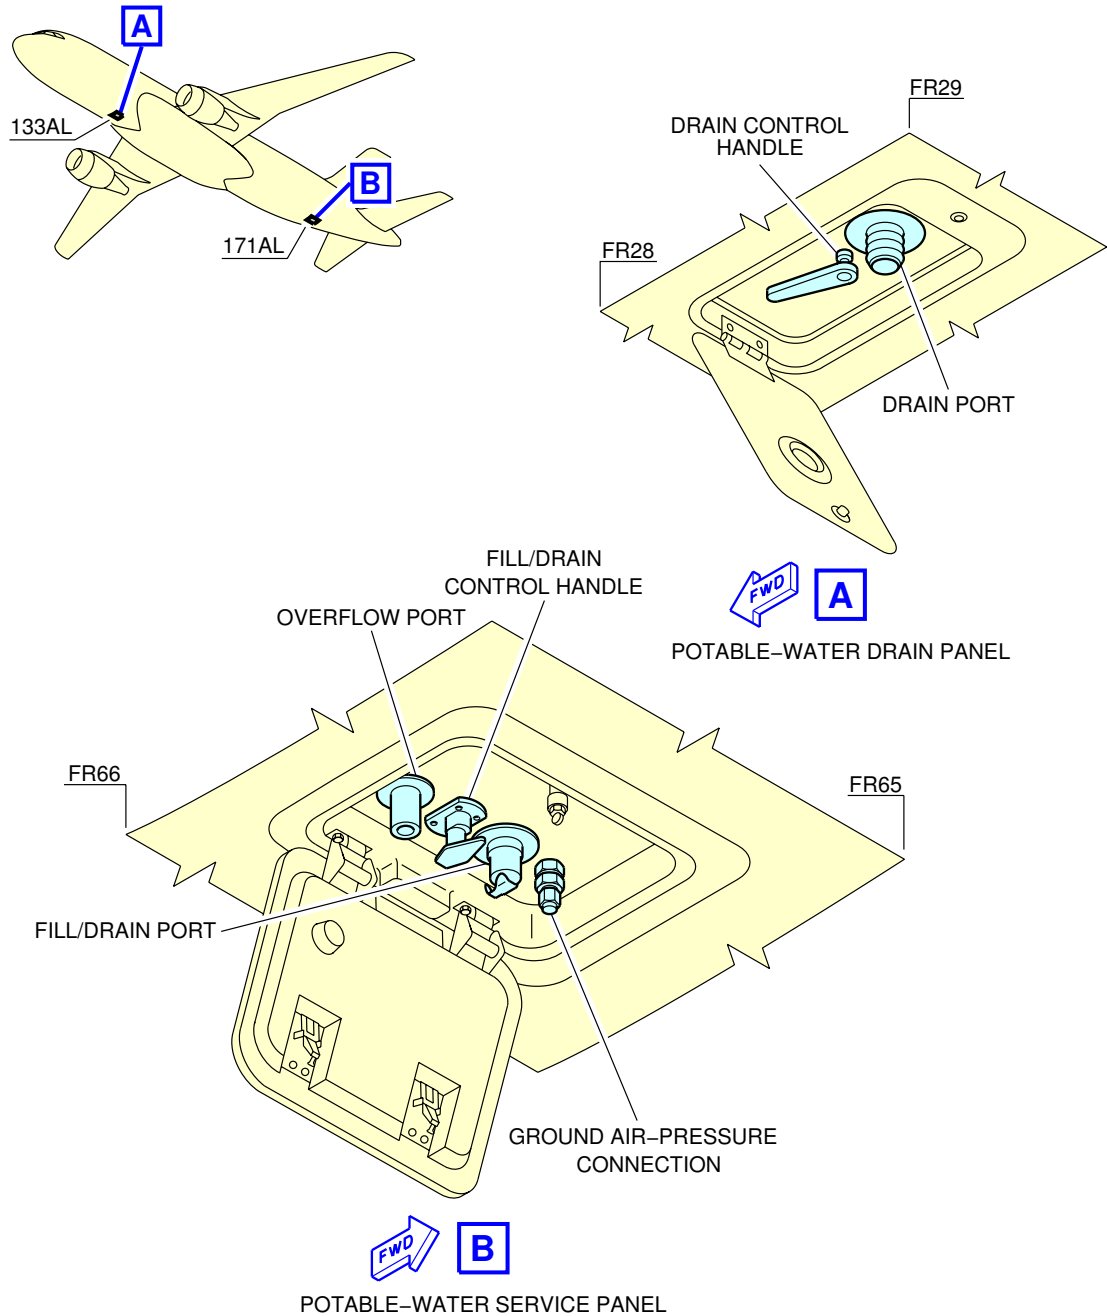 A
133AL
B
171AL
FR29
DRAIN CONTROL
HANDLE
FR28
DRAIN PORT
FWD
A
POTABLE−WATER DRAIN PANEL
FILL/DRAIN
CONTROL HANDLE
OVERFLOW PORT
FR66
FR65
FILL/DRAIN PORT
GROUND AIR−PRESSURE
CONNECTION
FWD
B
POTABLE−WATER SERVICE PANEL